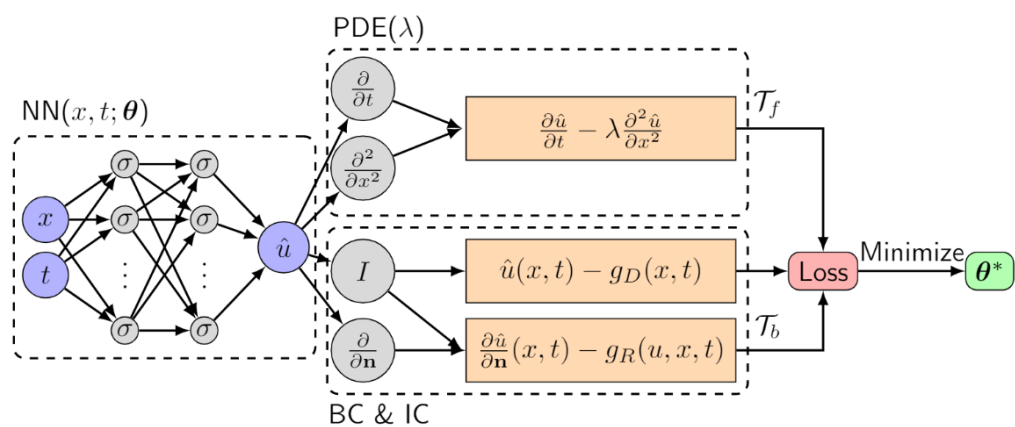 PDE(λ)
NN(x, t; θ)
∂/∂t
∂²/∂x²
∂û/∂t − λ ∂²û/∂x²
𝒯_f
σ σ
x σ σ
t ⋮ ⋮
σ σ
û
I
û(x, t) − g_D(x, t)
∂/∂n
∂û/∂n(x, t) − g_R(u, x, t)
𝒯_b
Loss
Minimize
θ*
BC & IC